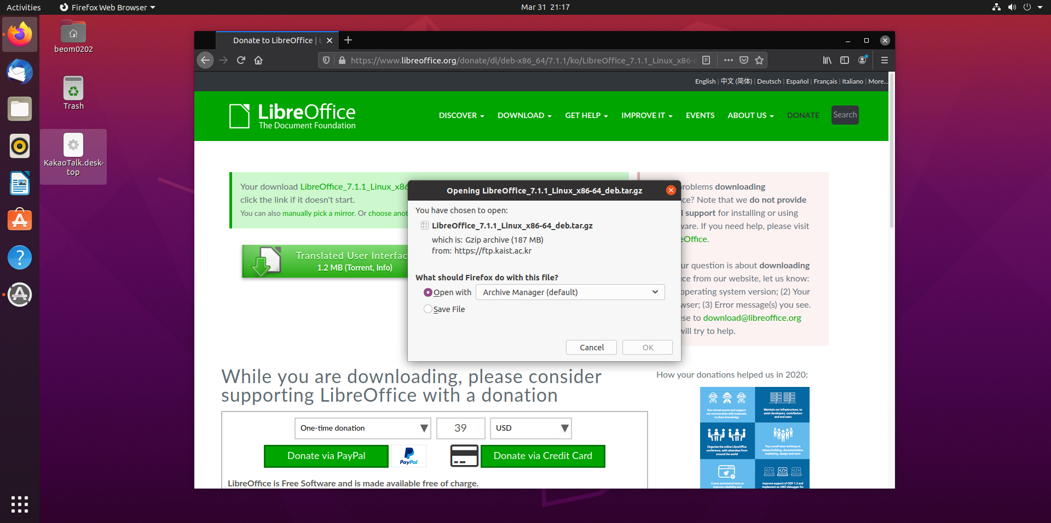 Activities
Firefox Web Browser
Mar 31 21:17
beom0202
Trash
KakaoTalk.desk-
top
Donate to LibreOffice |
https://www.libreoffice.org/donate/dl/deb-x86_64/7.1.1/ko/LibreOffice_7.1.1_Linux_x86-
English | 中文 (简体) | Deutsch | Español | Français | Italiano | More...
LibreOffice
The Document Foundation
DISCOVER
DOWNLOAD
GET HELP
IMPROVE IT
EVENTS
ABOUT US
DONATE
Search
Your download LibreOffice_7.1.1_Linux_x86
click the link if it doesn't start.
You can also manually pick a mirror. Or choose anot
Translated User Interfac
1.2 MB (Torrent, Info)
problems downloading
ce? Note that we do not provide
l support for installing or using
ware. If you need help, please visit
eOffice.
ur question is about downloading
ice from our website, let us know:
operating system version; (2) Your
wser; (3) Error message(s) you see.
ese to download@libreoffice.org
will try to help.
Opening LibreOffice_7.1.1_Linux_x86-64_deb.tar.gz
You have chosen to open:
LibreOffice_7.1.1_Linux_x86-64_deb.tar.gz
which is: Gzip archive (187 MB)
from: https://ftp.kaist.ac.kr
What should Firefox do with this file?
Open with
Archive Manager (default)
Save File
Cancel
OK
While you are downloading, please consider
supporting LibreOffice with a donation
One-time donation
39
USD
Donate via PayPal
PayPal
Donate via Credit Card
LibreOffice is Free Software and is made available free of charge.
How your donations helped us in 2020: